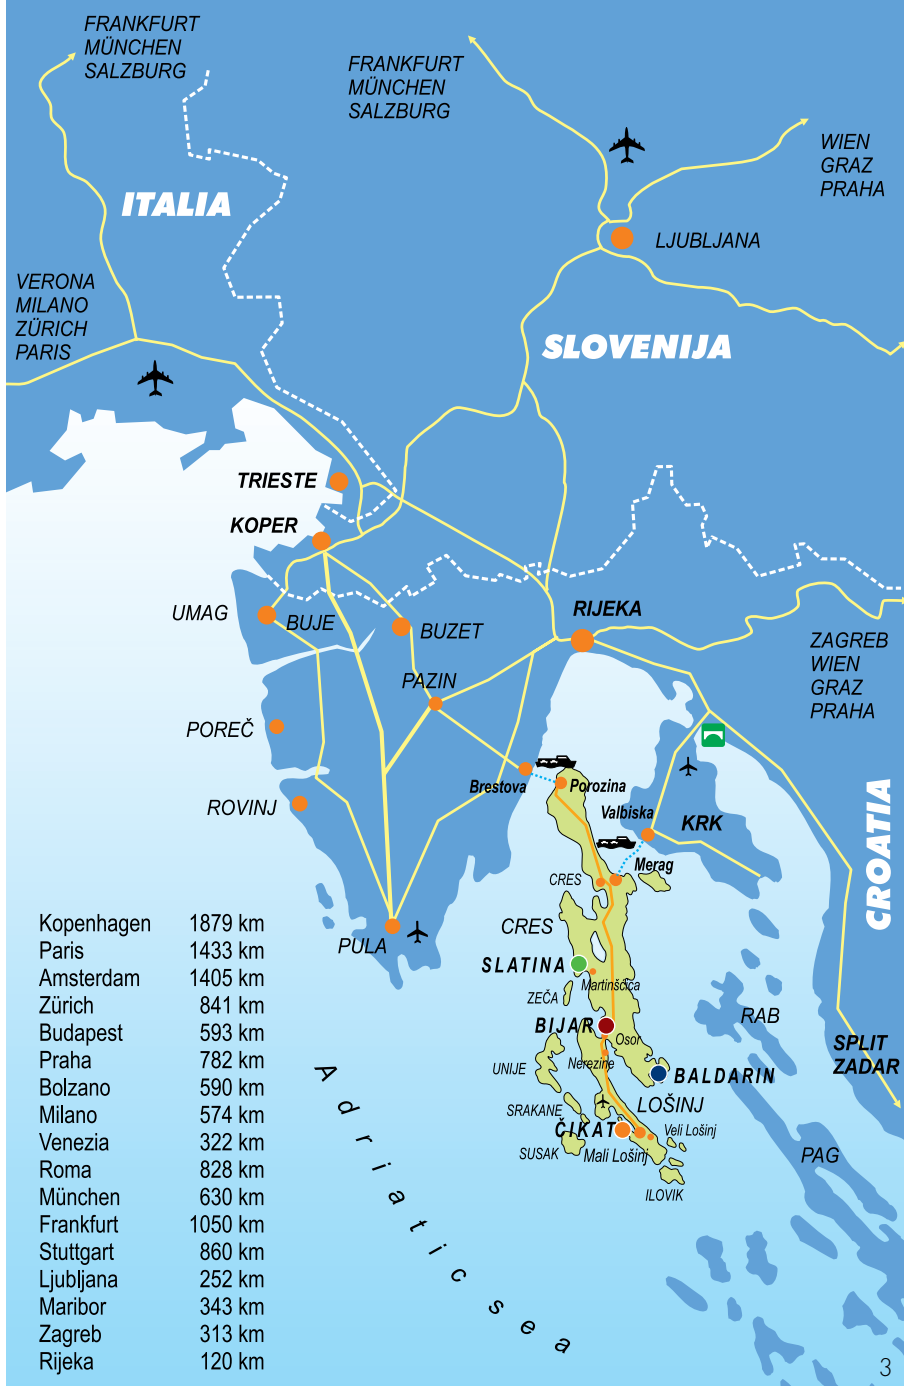 FRANKFURT
MÜNCHEN
SALZBURG
FRANKFURT
MÜNCHEN
SALZBURG
WIEN
GRAZ
PRAHA
ITALIA
LJUBLJANA
VERONA
MILANO
ZÜRICH
PARIS
SLOVENIJA
TRIESTE
KOPER
UMAG
BUJE
BUZET
RIJEKA
ZAGREB
WIEN
GRAZ
PRAHA
PAZIN
POREČ
ROVINJ
Brestova
Porozina
Valbiska
KRK
Merag
CROATIA
CRES
CRES
PULA
SLATINA
Martinščica
ZEČA
BIJAR
Osor
RAB
SPLIT
ZADAR
UNIJE
Nerezine
BALDARIN
SRAKANE
LOŠINJ
ČIKAT
Veli Lošinj
SUSAK
Mali Lošinj
PAG
ILOVIK
Adriatic sea
Kopenhagen 1879 km
Paris 1433 km
Amsterdam 1405 km
Zürich 841 km
Budapest 593 km
Praha 782 km
Bolzano 590 km
Milano 574 km
Venezia 322 km
Roma 828 km
München 630 km
Frankfurt 1050 km
Stuttgart 860 km
Ljubljana 252 km
Maribor 343 km
Zagreb 313 km
Rijeka 120 km
3